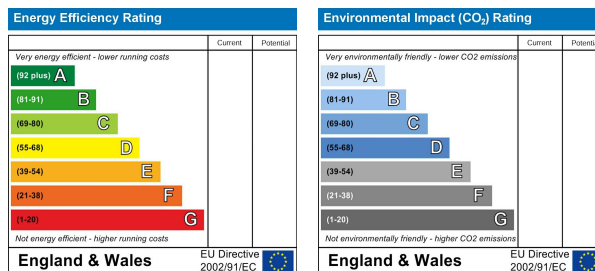 Energy Efficiency Rating
Current Potential
Very energy efficient - lower running costs
(92 plus) A
(81-91) B
(69-80) C
(55-68) D
(39-54) E
(21-38) F
(1-20) G
Not energy efficient - higher running costs
England & Wales
EU Directive
2002/91/EC
Environmental Impact (CO2) Rating
Current Potentia
Very environmentally friendly - lower CO2 emissions
(92 plus) A
(81-91) B
(69-80) C
(55-68) D
(39-54) E
(21-38) F
(1-20) G
Not environmentally friendly - higher CO2 emissions
England & Wales
EU Directive
2002/91/EC